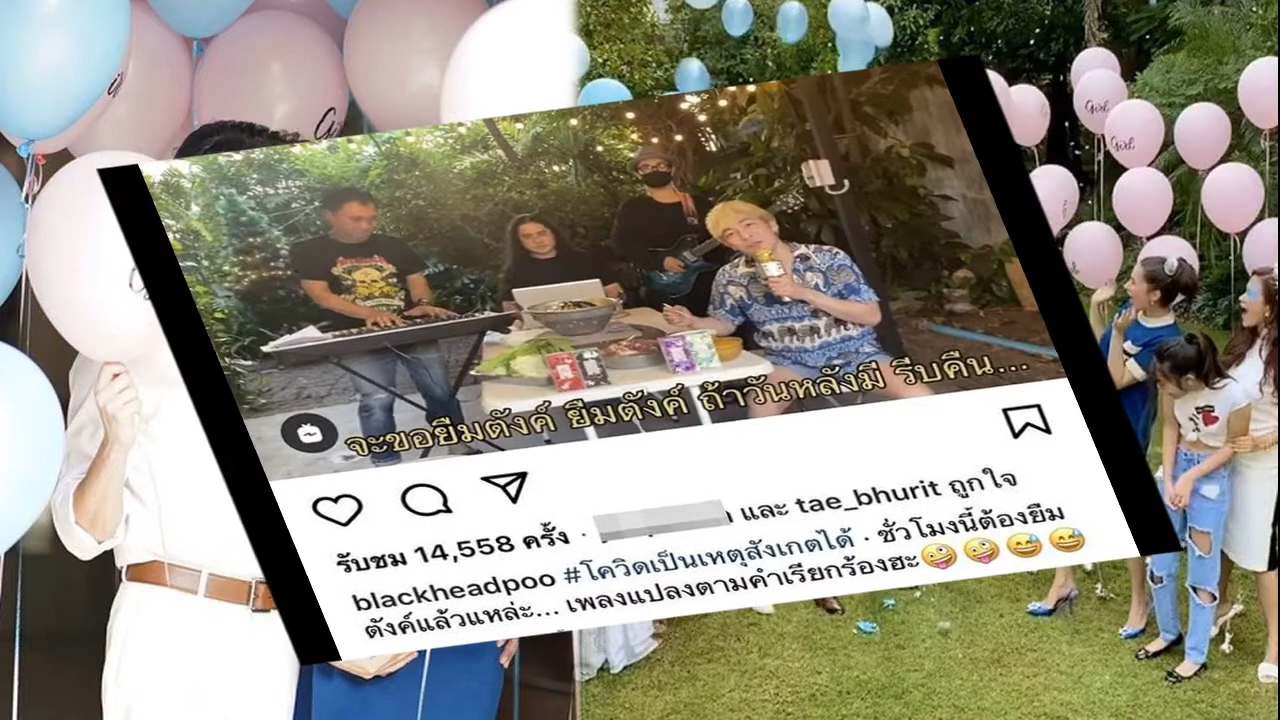 Girl
Girl
จะขอยืมตังค์ ยืมตังค์ ถ้าวันหลังมี รีบคืน...
รับชม 14,558 ครั้ง · และ tae_bhurit ถูกใจ
blackheadpoo #โควิดเป็นเหตุสังเกตได้ · ชั่วโมงนี้ต้องยืม
ตังค์แล้วแหล่ะ... เพลงแปลงตามคำเรียกร้องฮะ🤪🤪😅😅